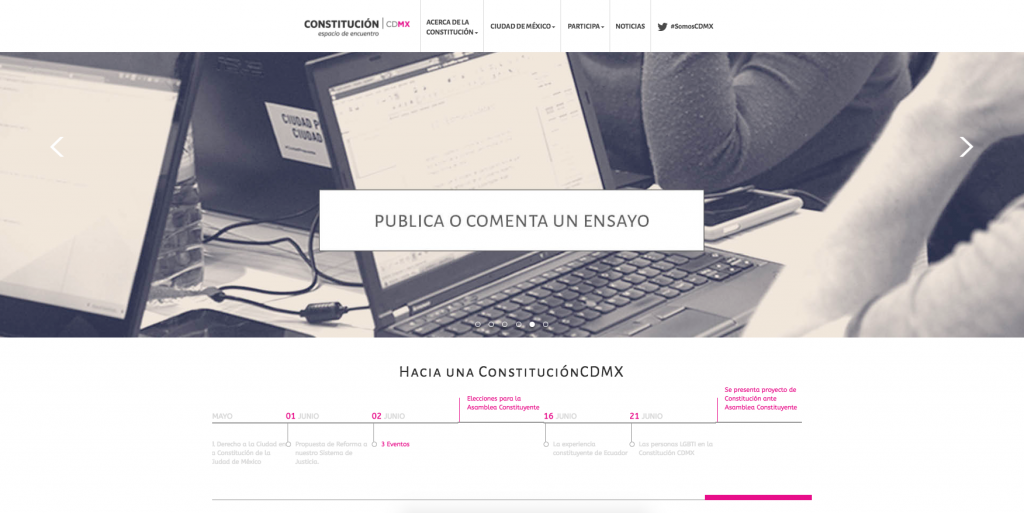 CONSTITUCIÓN | CDMX
espacio de encuentro
ACERCA DE LA
CONSTITUCIÓN
CIUDAD DE MÉXICO
PARTICIPA
NOTICIAS
#SomosCDMX
CIUDAD
CIUDAD
PUBLICA O COMENTA UN ENSAYO
HACIA UNA CONSTITUCIÓNCDMX
MAYO
01 JUNIO
02 JUNIO
Elecciones para la
Asamblea Constituyente
16 JUNIO
21 JUNIO
Se presenta proyecto de
Constitución ante
Asamblea Constituyente
l Derecho a la Ciudad en
a Constitución de la
iudad de México
Propuesta de Reforma a
nuestro Sistema de
Justicia.
3 Eventos
La experiencia
constituyente de Ecuador
Las personas LGBTI en la
Constitución CDMX